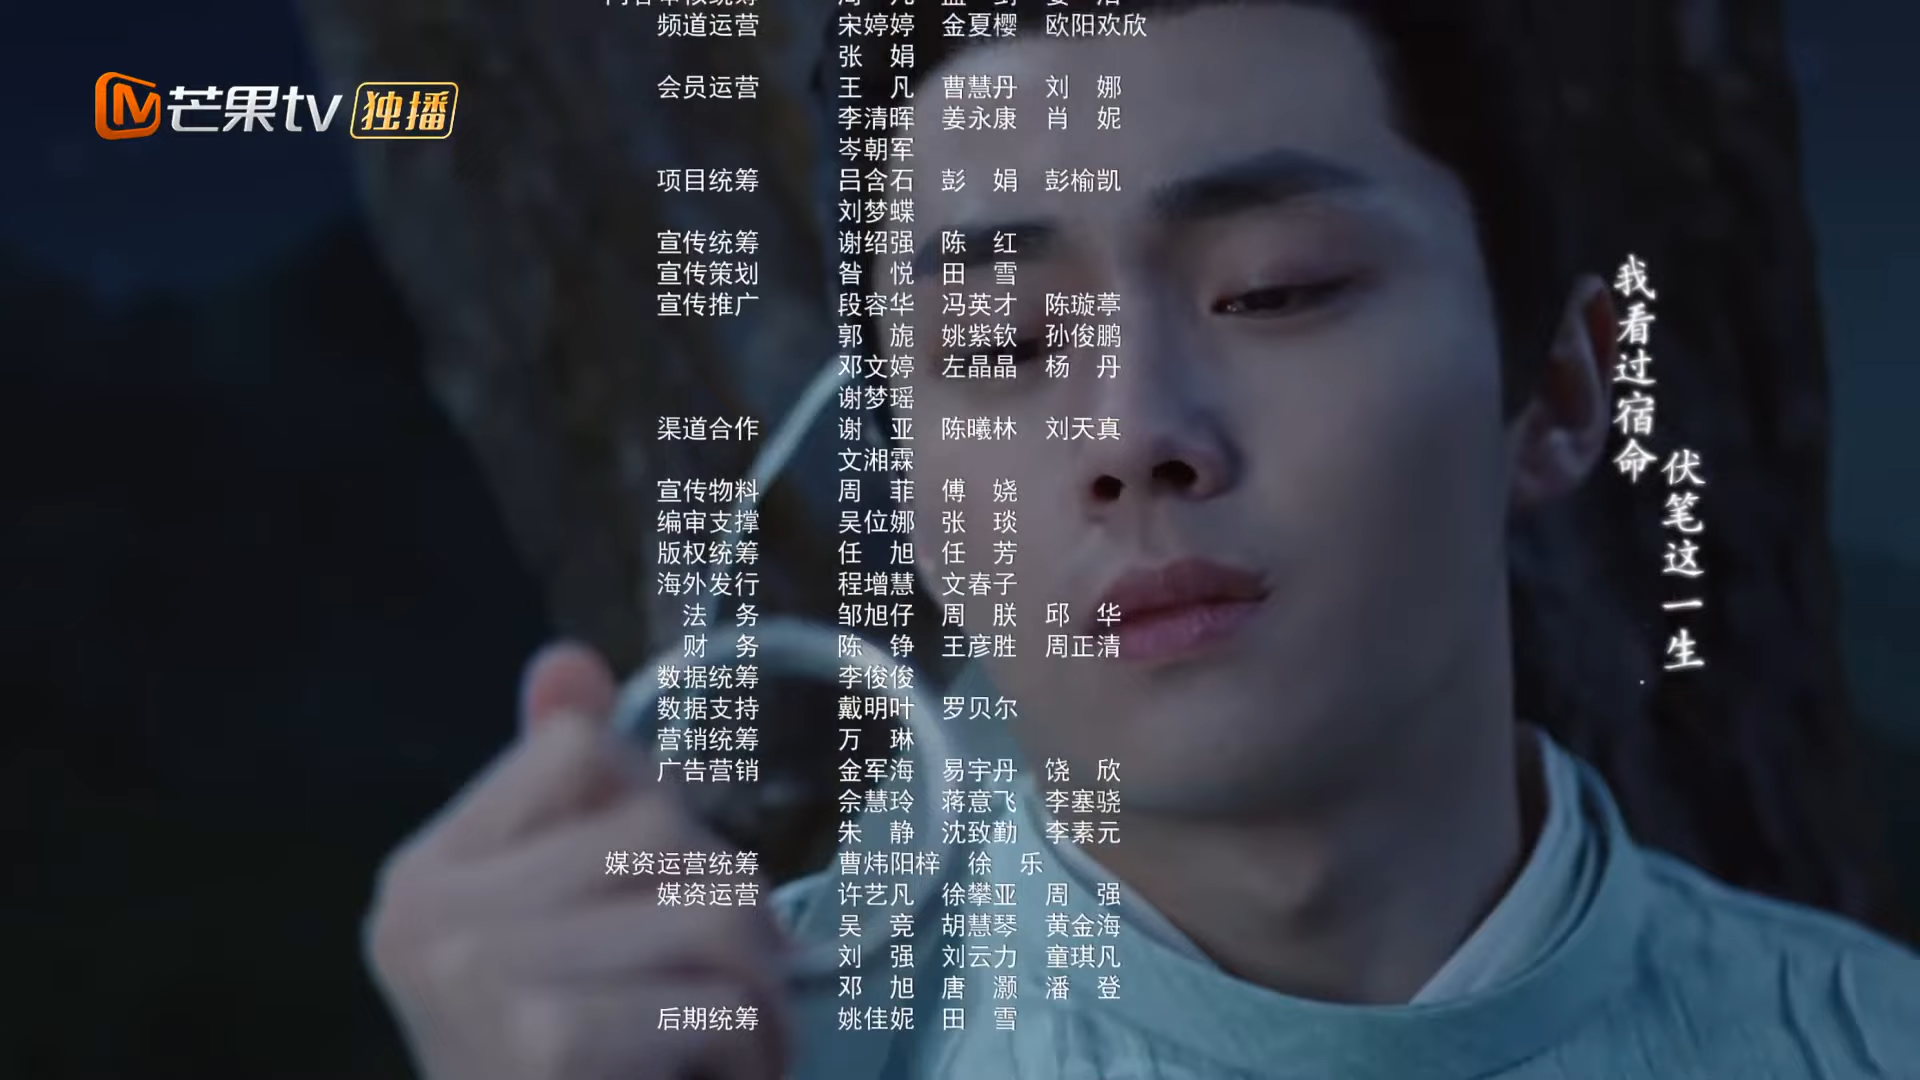 频道运营 宋婷婷 金夏樱 欧阳欢欣
张 娟
会员运营 王 凡 曹慧丹 刘 娜
李清晖 姜永康 肖 妮
岑朝军
项目统筹 吕含石 彭 娟 彭榆凯
刘梦蝶
宣传统筹 谢绍强 陈 红
宣传策划 昝 悦 田 雪
宣传推广 段容华 冯英才 陈璇葶
郭 旎 姚紫钦 孙俊鹏
邓文婷 左晶晶 杨 丹
谢梦瑶
渠道合作 谢 亚 陈曦林 刘天真
文湘霖
宣传物料 周 菲 傅 娆
编审支撑 吴位娜 张 琰
版权统筹 任 旭 任 芳
海外发行 程增慧 文春子
法 务 邹旭仔 周 朕 邱 华
财 务 陈 铮 王彦胜 周正清
数据统筹 李俊俊
数据支持 戴明叶 罗贝尔
营销统筹 万 琳
广告营销 金军海 易宇丹 饶 欣
佘慧玲 蒋意飞 李塞骁
朱 静 沈致勤 李素元
媒资运营统筹 曹炜阳梓 徐 乐
媒资运营 许艺凡 徐攀亚 周 强
吴 竞 胡慧琴 黄金海
刘 强 刘云力 童琪凡
邓 旭 唐 灏 潘 登
后期统筹 姚佳妮 田 雪
芒果tv 独播
我看过宿命
伏笔这一生